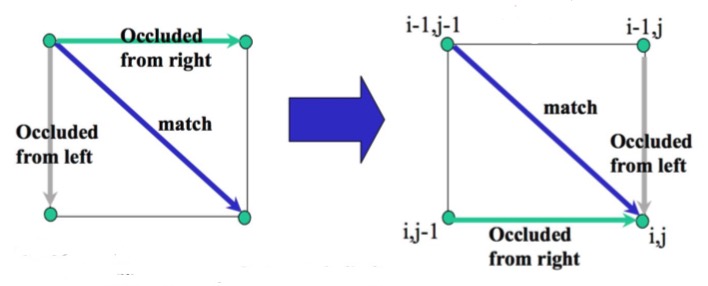 Occluded
from right
match
Occluded
from left
i-1,j-1
i-1,j
match
Occluded
from left
i,j-1
i,j
Occluded
from right